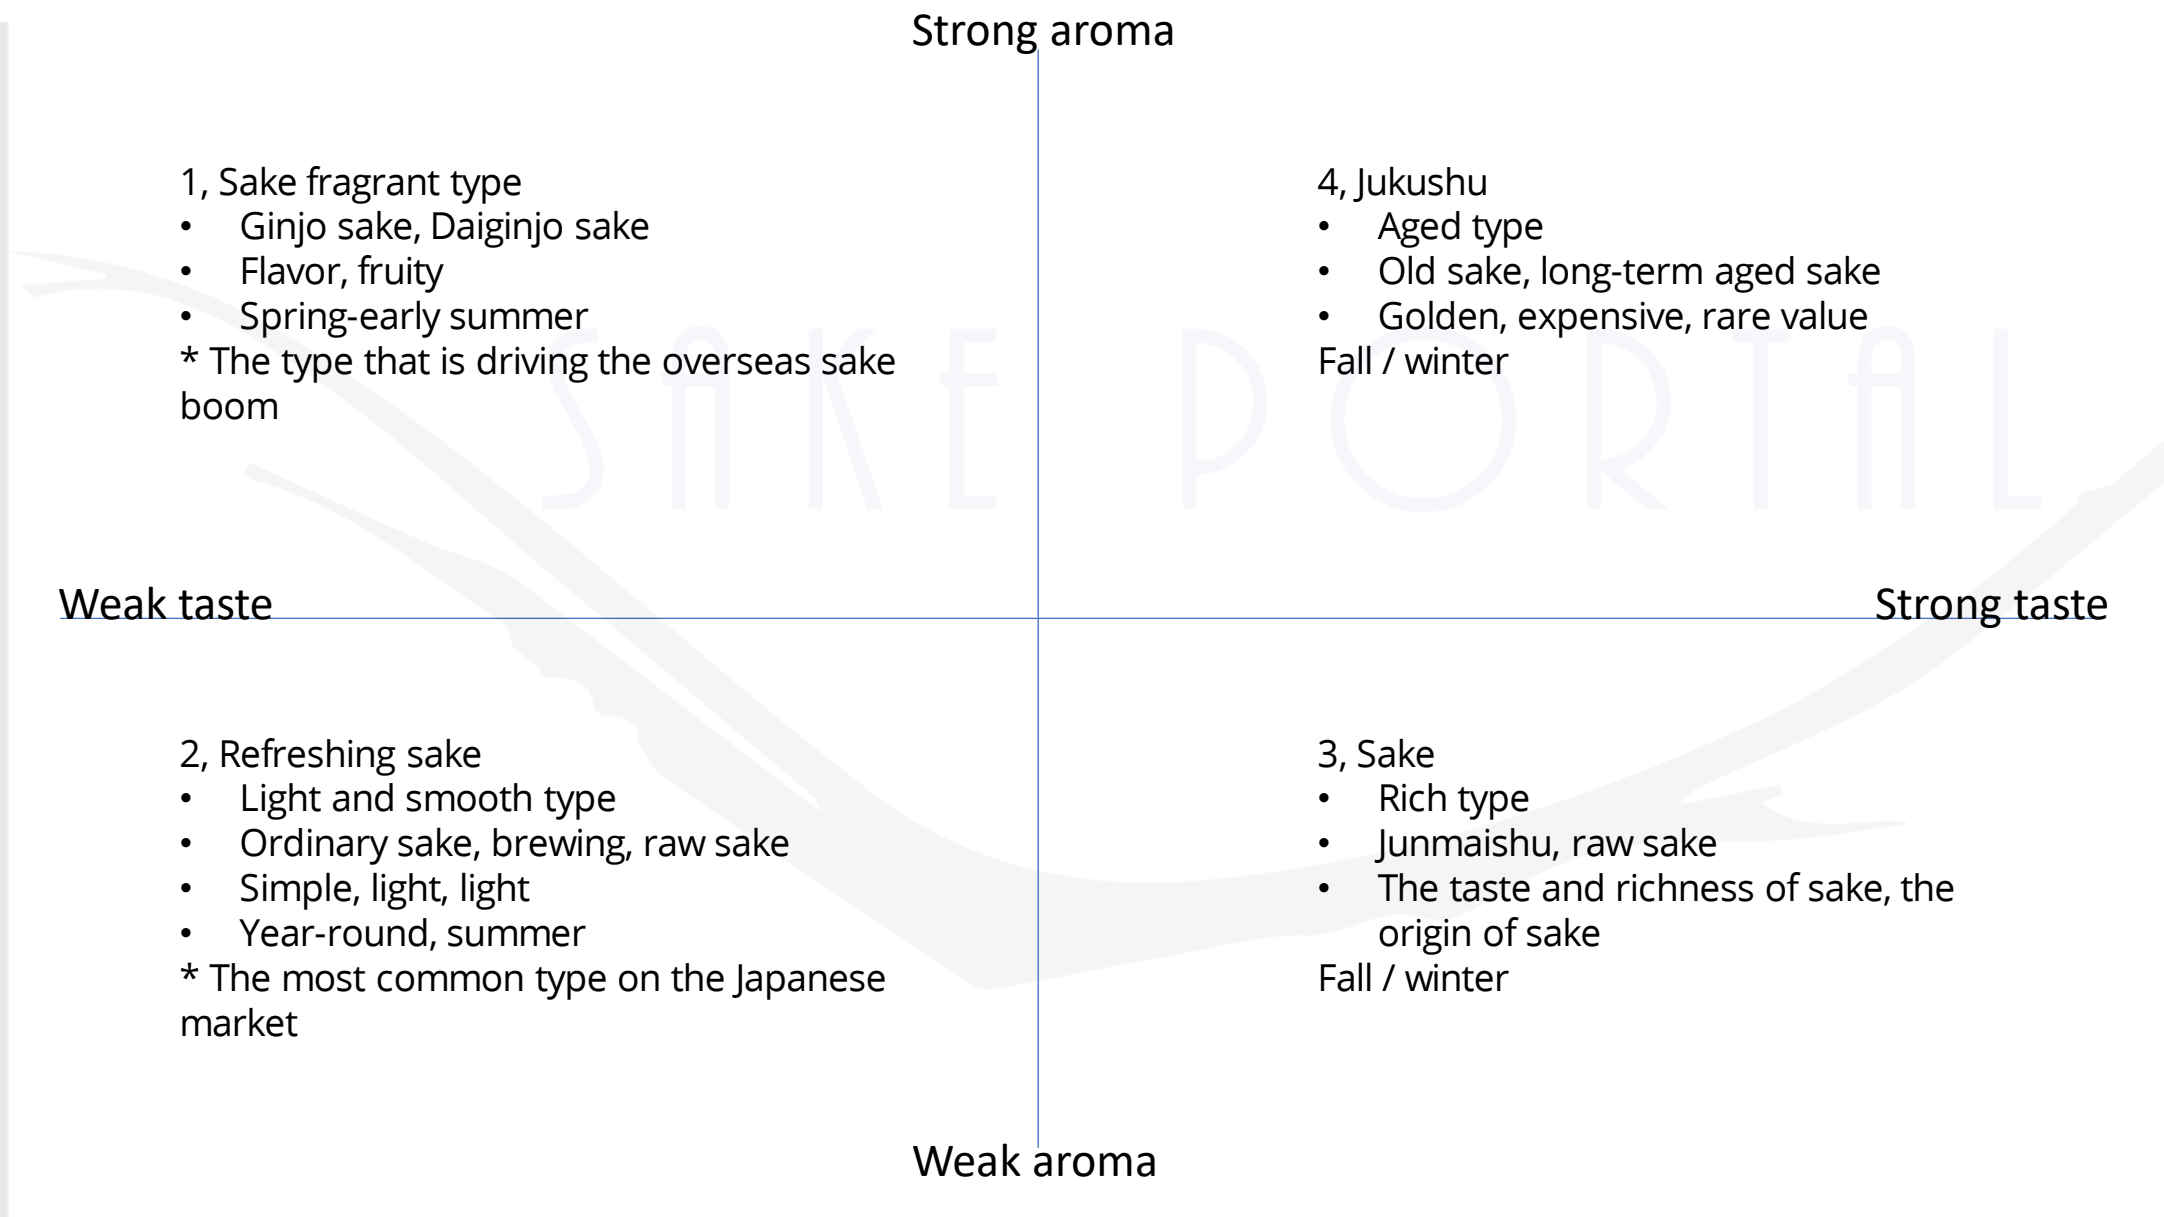 Strong aroma
1, Sake fragrant type
• Ginjo sake, Daiginjo sake
• Flavor, fruity
• Spring-early summer
* The type that is driving the overseas sake
boom
4, Jukushu
• Aged type
• Old sake, long-term aged sake
• Golden, expensive, rare value
Fall / winter
SAKE PORTAL
Weak taste
Strong taste
2, Refreshing sake
• Light and smooth type
• Ordinary sake, brewing, raw sake
• Simple, light, light
• Year-round, summer
* The most common type on the Japanese
market
3, Sake
• Rich type
• Junmaishu, raw sake
• The taste and richness of sake, the
origin of sake
Fall / winter
Weak aroma